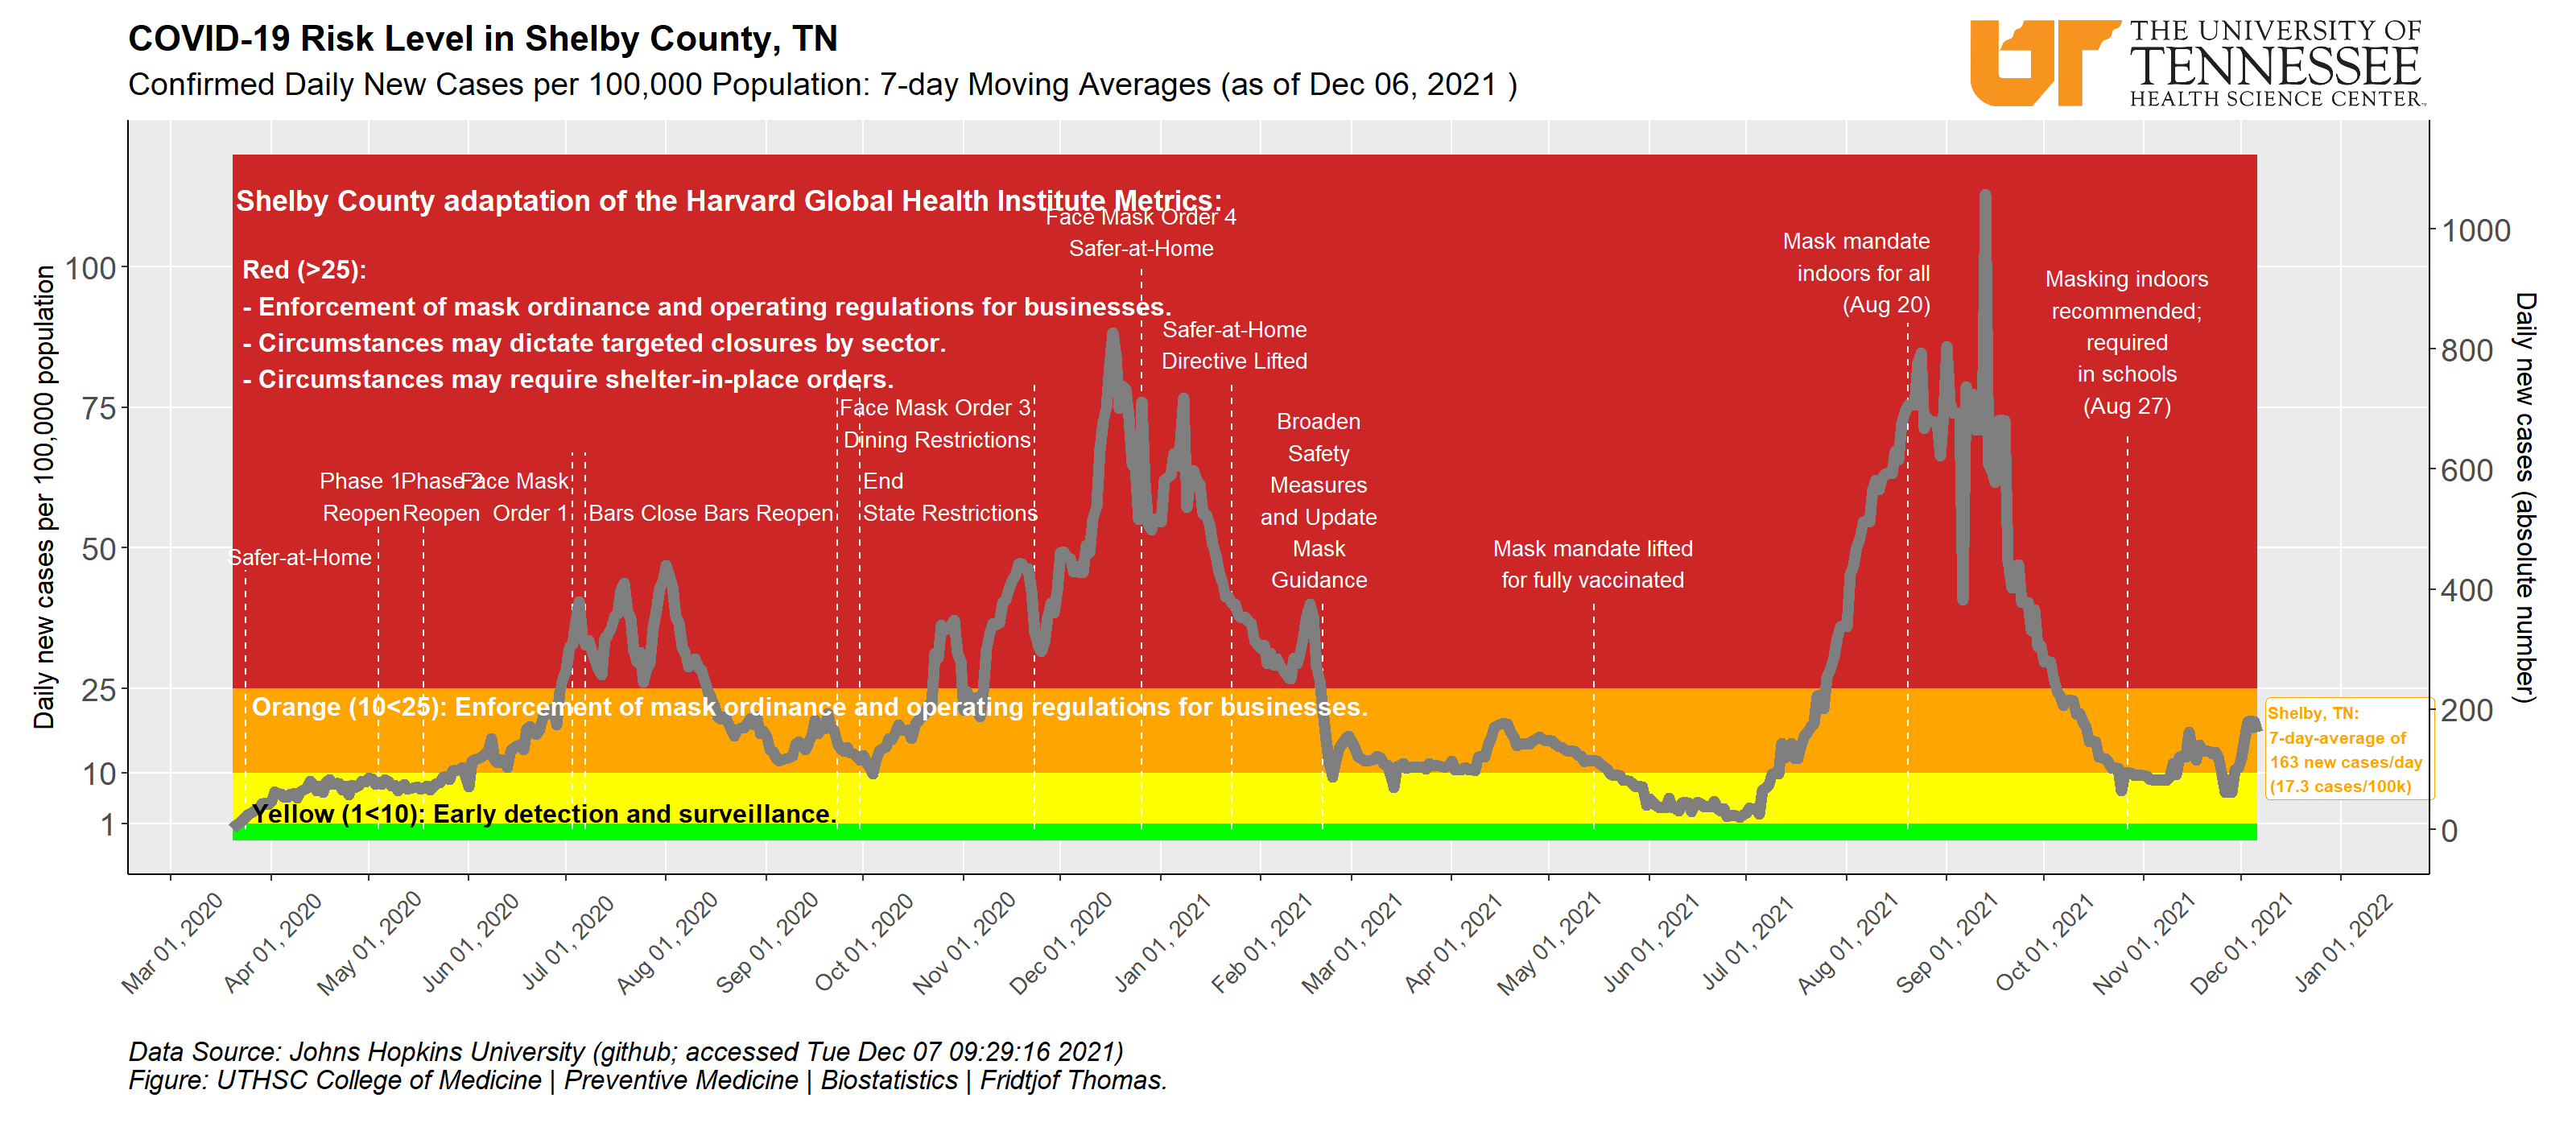 COVID-19 Risk Level in Shelby County, TN
Confirmed Daily New Cases per 100,000 Population: 7-day Moving Averages (as of Dec 06, 2021 )
UT
THE UNIVERSITY OF
TENNESSEE
HEALTH SCIENCE CENTER™
Shelby County adaptation of the Harvard Global Health Institute Metrics:
Red (>25):
- Enforcement of mask ordinance and operating regulations for businesses.
- Circumstances may dictate targeted closures by sector.
- Circumstances may require shelter-in-place orders.
Orange (10<25): Enforcement of mask ordinance and operating regulations for businesses.
Yellow (1<10): Early detection and surveillance.
Safer-at-Home
Phase 1
Reopen
Phase 2
Reopen
Face Mask
Order 1
Bars Close
Bars Reopen
End
State Restrictions
Face Mask Order 3
Dining Restrictions
Face Mask Order 4
Safer-at-Home
Safer-at-Home
Directive Lifted
Broaden
Safety
Measures
and Update
Mask
Guidance
Mask mandate lifted
for fully vaccinated
Mask mandate
indoors for all
(Aug 20)
Masking indoors
recommended;
required
in schools
(Aug 27)
Shelby, TN:
7-day-average of
163 new cases/day
(17.3 cases/100k)
Daily new cases per 100,000 population
100
75
50
25
10
1
Daily new cases (absolute number)
1000
800
600
400
200
0
Mar 01, 2020
Apr 01, 2020
May 01, 2020
Jun 01, 2020
Jul 01, 2020
Aug 01, 2020
Sep 01, 2020
Oct 01, 2020
Nov 01, 2020
Dec 01, 2020
Jan 01, 2021
Feb 01, 2021
Mar 01, 2021
Apr 01, 2021
May 01, 2021
Jun 01, 2021
Jul 01, 2021
Aug 01, 2021
Sep 01, 2021
Oct 01, 2021
Nov 01, 2021
Dec 01, 2021
Jan 01, 2022
Data Source: Johns Hopkins University (github; accessed Tue Dec 07 09:29:16 2021)
Figure: UTHSC College of Medicine | Preventive Medicine | Biostatistics | Fridtjof Thomas.